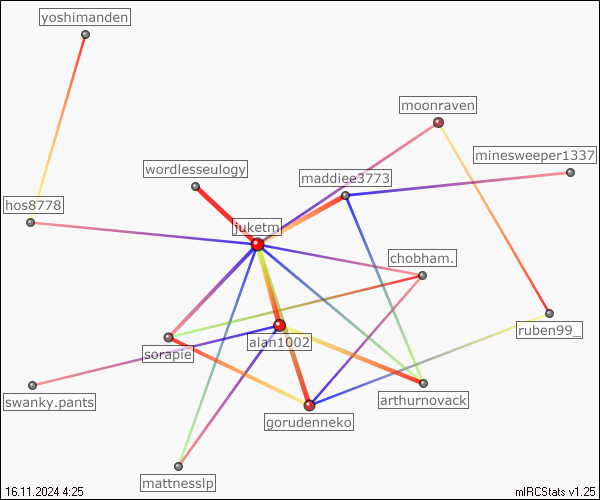 yoshimanden
moonraven
minesweeper1337
wordlesseulogy
maddiee3773
hos8778
juketm
chobham.
ruben99_
sorapie
alan1002
swanky.pants
arthurnovack
gorudenneko
mattnesslp
16.11.2024 4:25
mIRCStats v1.25